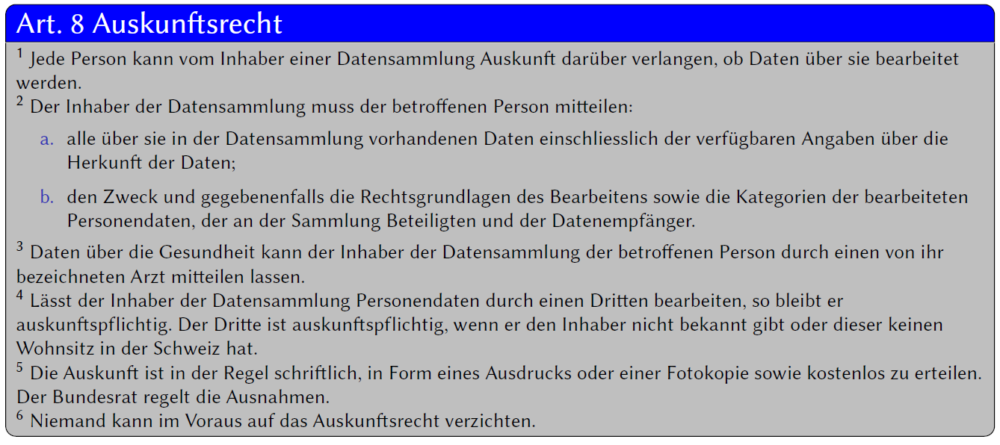 Art. 8 Auskunftsrecht
¹ Jede Person kann vom Inhaber einer Datensammlung Auskunft darüber verlangen, ob Daten über sie bearbeitet
werden.
² Der Inhaber der Datensammlung muss der betroffenen Person mitteilen:
a. alle über sie in der Datensammlung vorhandenen Daten einschliesslich der verfügbaren Angaben über die
Herkunft der Daten;
b. den Zweck und gegebenenfalls die Rechtsgrundlagen des Bearbeitens sowie die Kategorien der bearbeiteten
Personendaten, der an der Sammlung Beteiligten und der Datenempfänger.
³ Daten über die Gesundheit kann der Inhaber der Datensammlung der betroffenen Person durch einen von ihr
bezeichneten Arzt mitteilen lassen.
⁴ Lässt der Inhaber der Datensammlung Personendaten durch einen Dritten bearbeiten, so bleibt er
auskunftspflichtig. Der Dritte ist auskunftspflichtig, wenn er den Inhaber nicht bekannt gibt oder dieser keinen
Wohnsitz in der Schweiz hat.
⁵ Die Auskunft ist in der Regel schriftlich, in Form eines Ausdrucks oder einer Fotokopie sowie kostenlos zu erteilen.
Der Bundesrat regelt die Ausnahmen.
⁶ Niemand kann im Voraus auf das Auskunftsrecht verzichten.